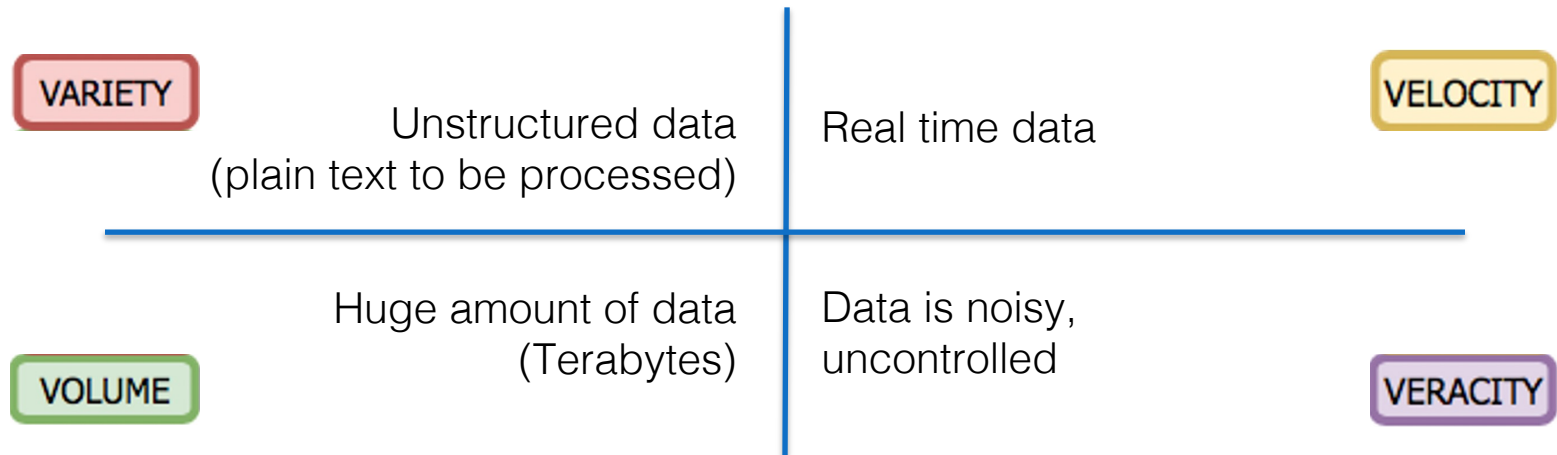 VARIETY
Unstructured data
(plain text to be processed)
VELOCITY
Real time data
VOLUME
Huge amount of data
(Terabytes)
Data is noisy,
uncontrolled
VERACITY